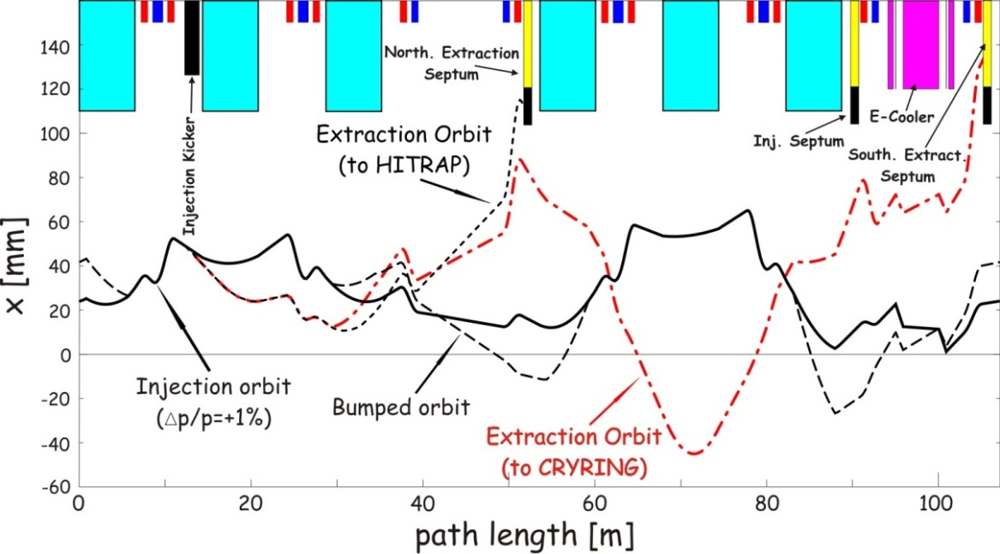 140
120
100
80
60
40
20
0
-20
-40
-60
x [mm]
0
20
40
60
80
100
path length [m]
Injection Kicker
North. Extraction
Septum
Extraction Orbit
(to HITRAP)
Inj. Septum
E-Cooler
South. Extract.
Septum
Injection orbit
(△p/p=+1%)
Bumped orbit
Extraction Orbit
(to CRYRING)